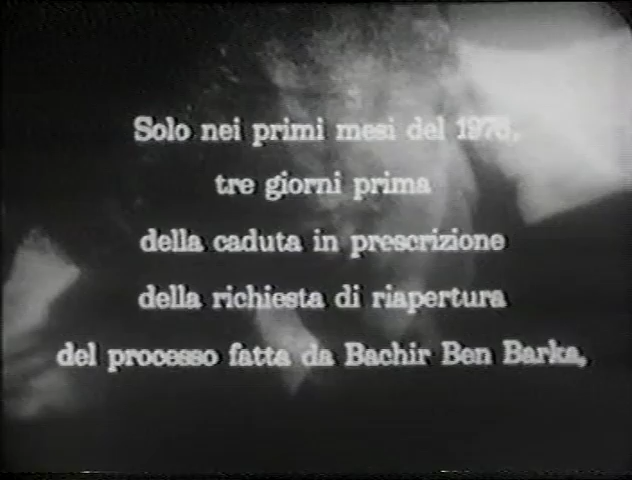 Solo nei primi mesi del 1976,
tre giorni prima
della caduta in prescrizione
della richiesta di riapertura
del processo fatta da Bachir Ben Barka,